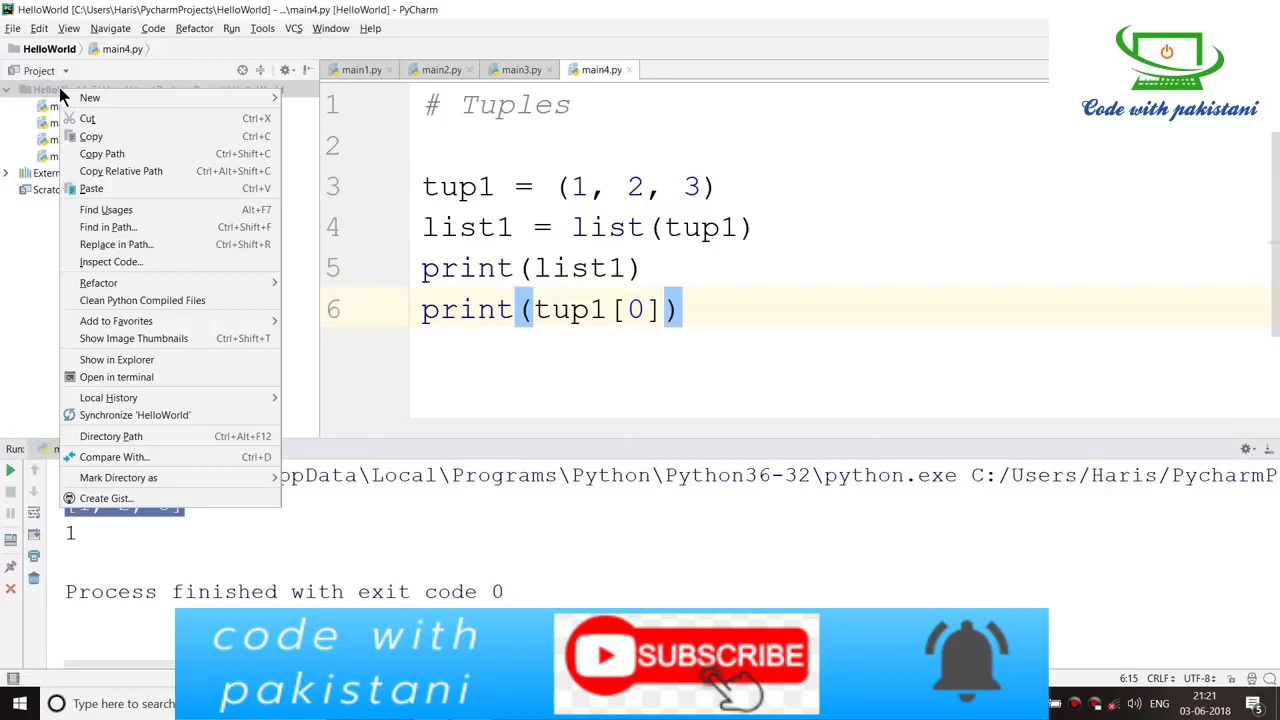 HelloWorld [C:\Users\Haris\PycharmProjects\HelloWorld] - ...\main4.py [HelloWorld] - PyCharm
File Edit View Navigate Code Refactor Run Tools VCS Window Help
HelloWorld main4.py
Project
main1.py main2.py main3.py main4.py
New
Cut Ctrl+X
Copy Ctrl+C
Copy Path Ctrl+Shift+C
Copy Relative Path Ctrl+Alt+Shift+C
Paste Ctrl+V
Find Usages Alt+F7
Find in Path... Ctrl+Shift+F
Replace in Path... Ctrl+Shift+R
Inspect Code...
Refactor
Clean Python Compiled Files
Add to Favorites
Show Image Thumbnails Ctrl+Shift+T
Show in Explorer
Open in terminal
Local History
Synchronize 'HelloWorld'
Directory Path Ctrl+Alt+F12
Compare With... Ctrl+D
Mark Directory as
Create Gist...
1 # Tuples
2
3 tup1 = (1, 2, 3)
4 list1 = list(tup1)
5 print(list1)
6 print(tup1[0])
Code with pakistani
Run:
ppData\Local\Programs\Python\Python36-32\python.exe C:/Users/Haris/PycharmP
1
Process finished with exit code 0
code with
pakistani
SUBSCRIBE
6:15 CRLF UTF-8
Type here to search
ENG 21:21
03-06-2018
5